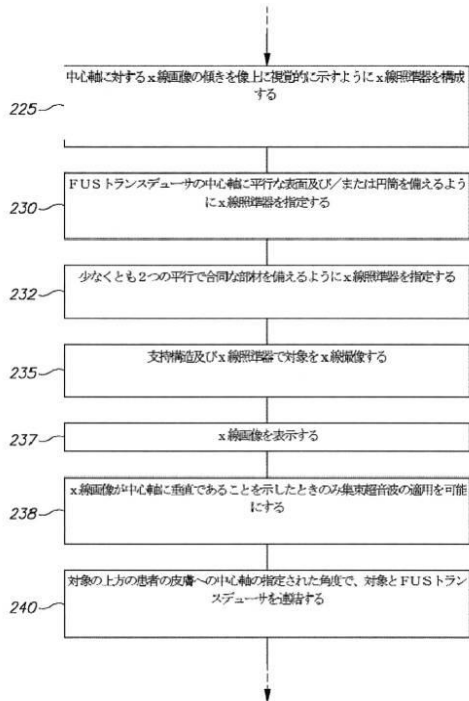 225
中心軸に対するx線画像の傾きを像上に視覚的に示すようにx線照準器を構成
する
230
FUSトランスデューサの中心軸に平行な表面及び/または円筒を備えるよう
にx線照準器を指定する
232
少なくとも2つの平行で合同な部材を備えるようにx線照準器を指定する
235
支持構造及びx線照準器で対象をx線撮像する
237
x線画像を表示する
238
x線画像が中心軸に垂直であることを示したときのみ集束超音波の適用を可能
にする
240
対象の上方の患者の皮膚への中心軸の指定された角度で、対象とFUSトラン
スデューサを連結する